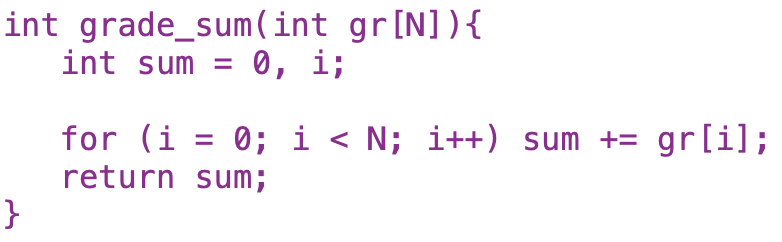 int grade_sum(int gr[N]){
int sum = 0, i;
for (i = 0; i < N; i++) sum += gr[i];
return sum;
}